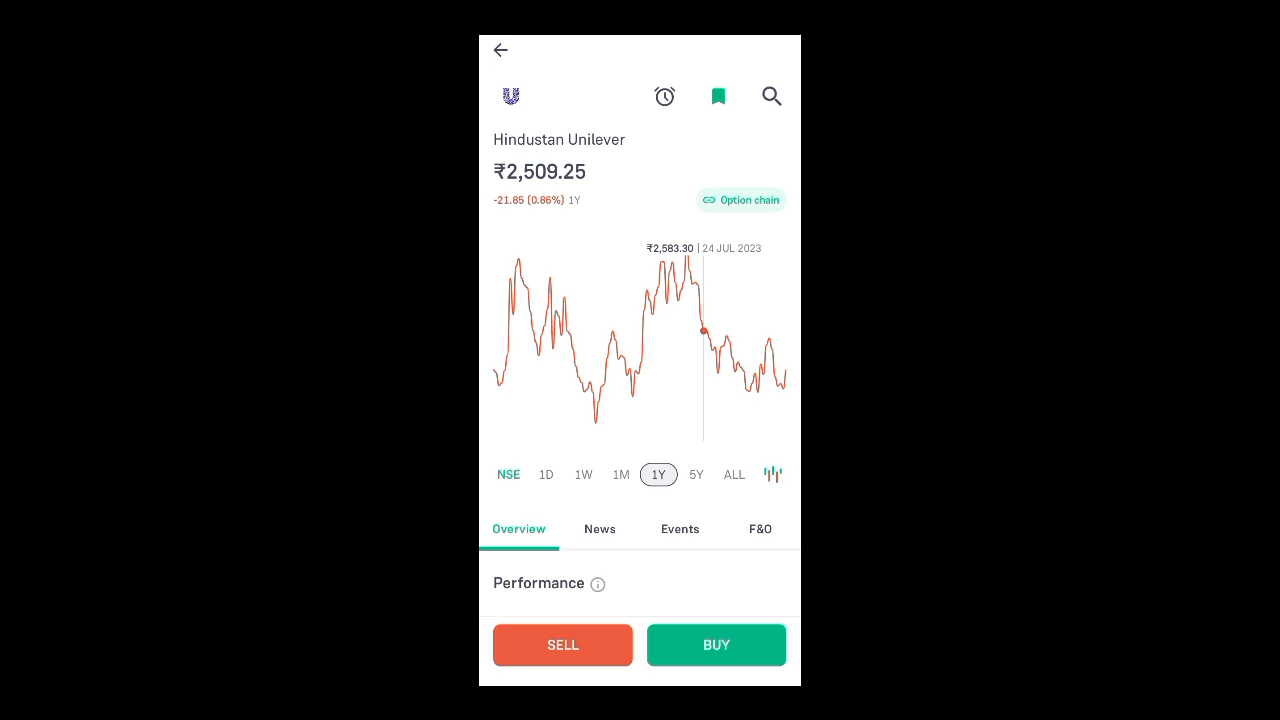 Hindustan Unilever
₹2,509.25
-21.85 (0.86%) 1Y
Option chain
₹2,583.30 | 24 JUL 2023
NSE 1D 1W 1M 1Y 5Y ALL
Overview News Events F&O
Performance
SELL BUY